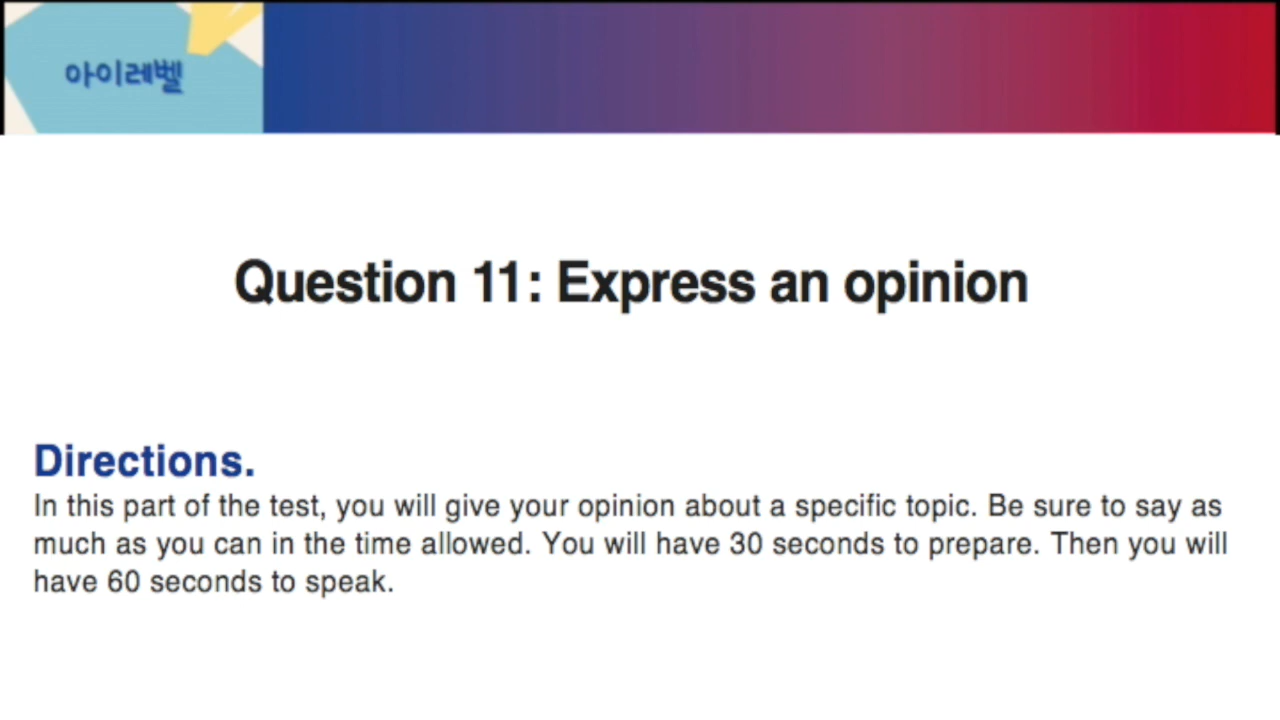 아이레벨
Question 11: Express an opinion
Directions.
In this part of the test, you will give your opinion about a specific topic. Be sure to say as
much as you can in the time allowed. You will have 30 seconds to prepare. Then you will
have 60 seconds to speak.